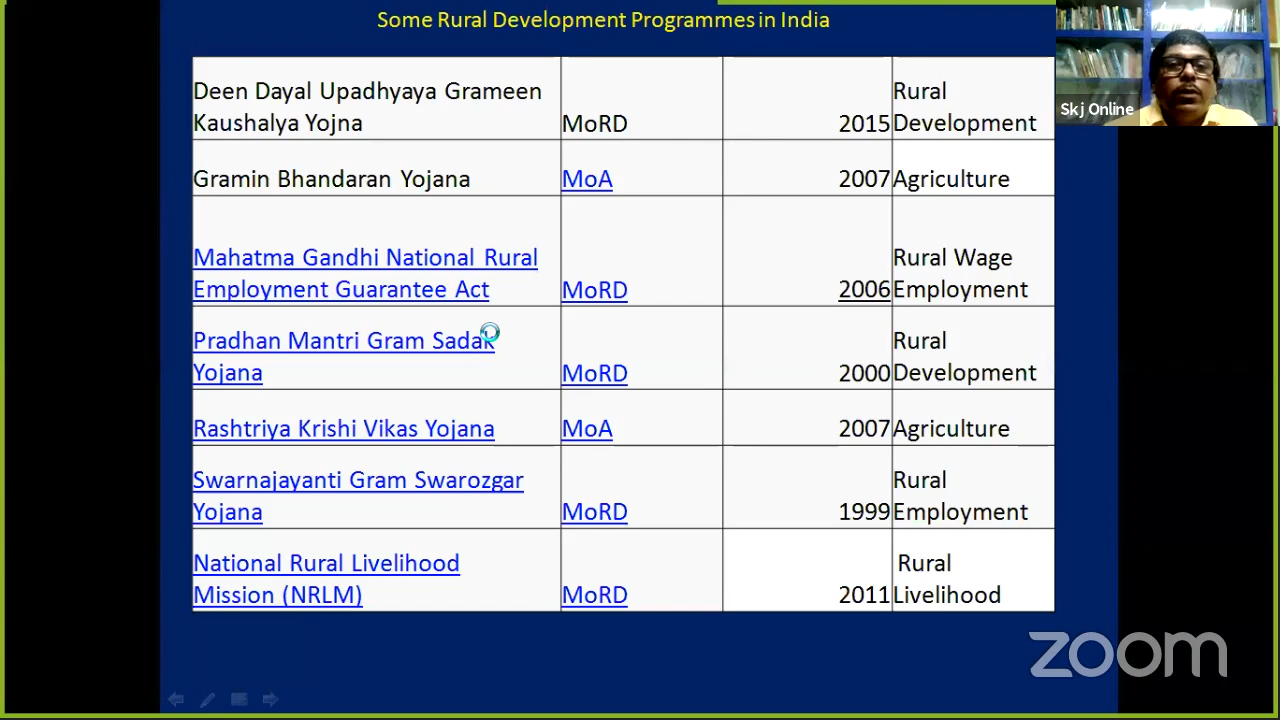 Some Rural Development Programmes in India
Deen Dayal Upadhyaya Grameen
Kaushalya Yojna
MoRD
2015
Rural
Development
Gramin Bhandaran Yojana
MoA
2007
Agriculture
Mahatma Gandhi National Rural
Employment Guarantee Act
MoRD
2006
Rural Wage
Employment
Pradhan Mantri Gram Sadak
Yojana
MoRD
2000
Rural
Development
Rashtriya Krishi Vikas Yojana
MoA
2007
Agriculture
Swarnajayanti Gram Swarozgar
Yojana
MoRD
1999
Rural
Employment
National Rural Livelihood
Mission (NRLM)
MoRD
2011
Rural
Livelihood
Skj Online
zoom